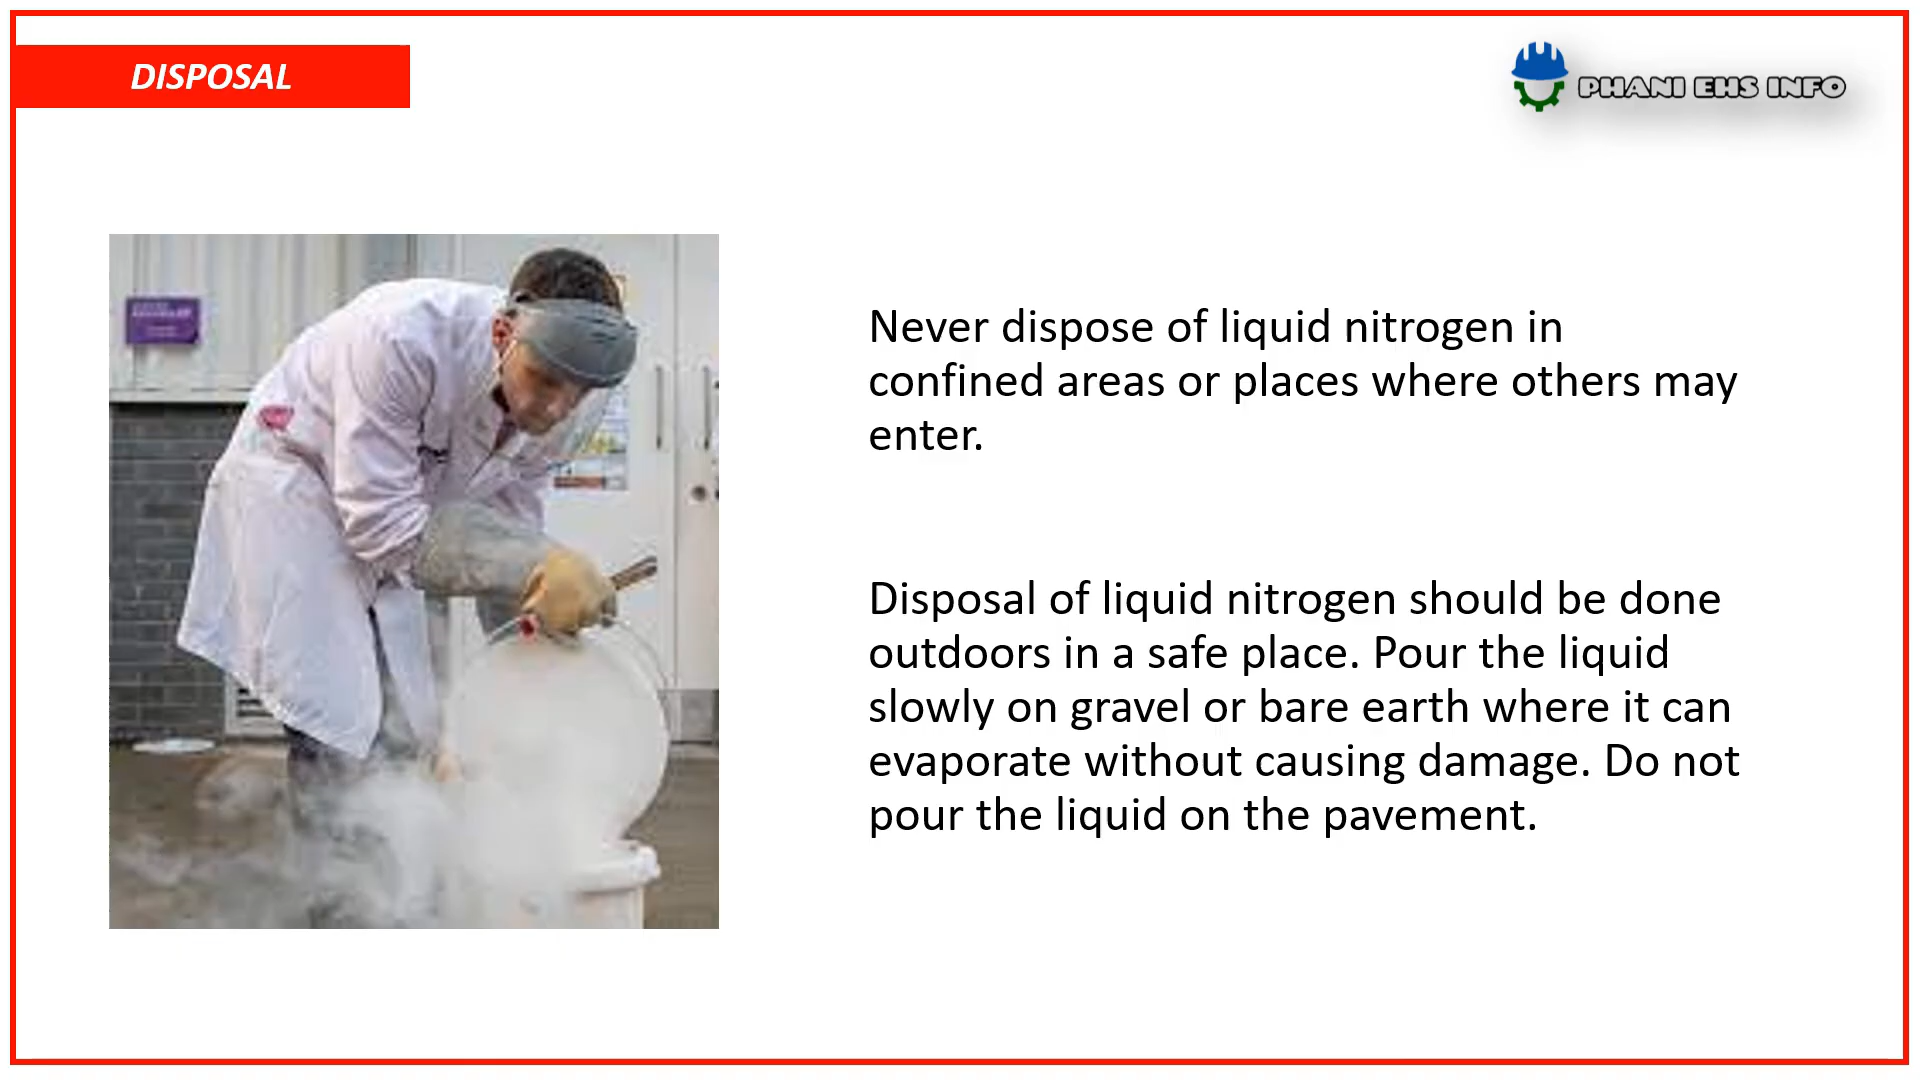 DISPOSAL
PHANI EHS INFO
Never dispose of liquid nitrogen in
confined areas or places where others may
enter.
Disposal of liquid nitrogen should be done
outdoors in a safe place. Pour the liquid
slowly on gravel or bare earth where it can
evaporate without causing damage. Do not
pour the liquid on the pavement.